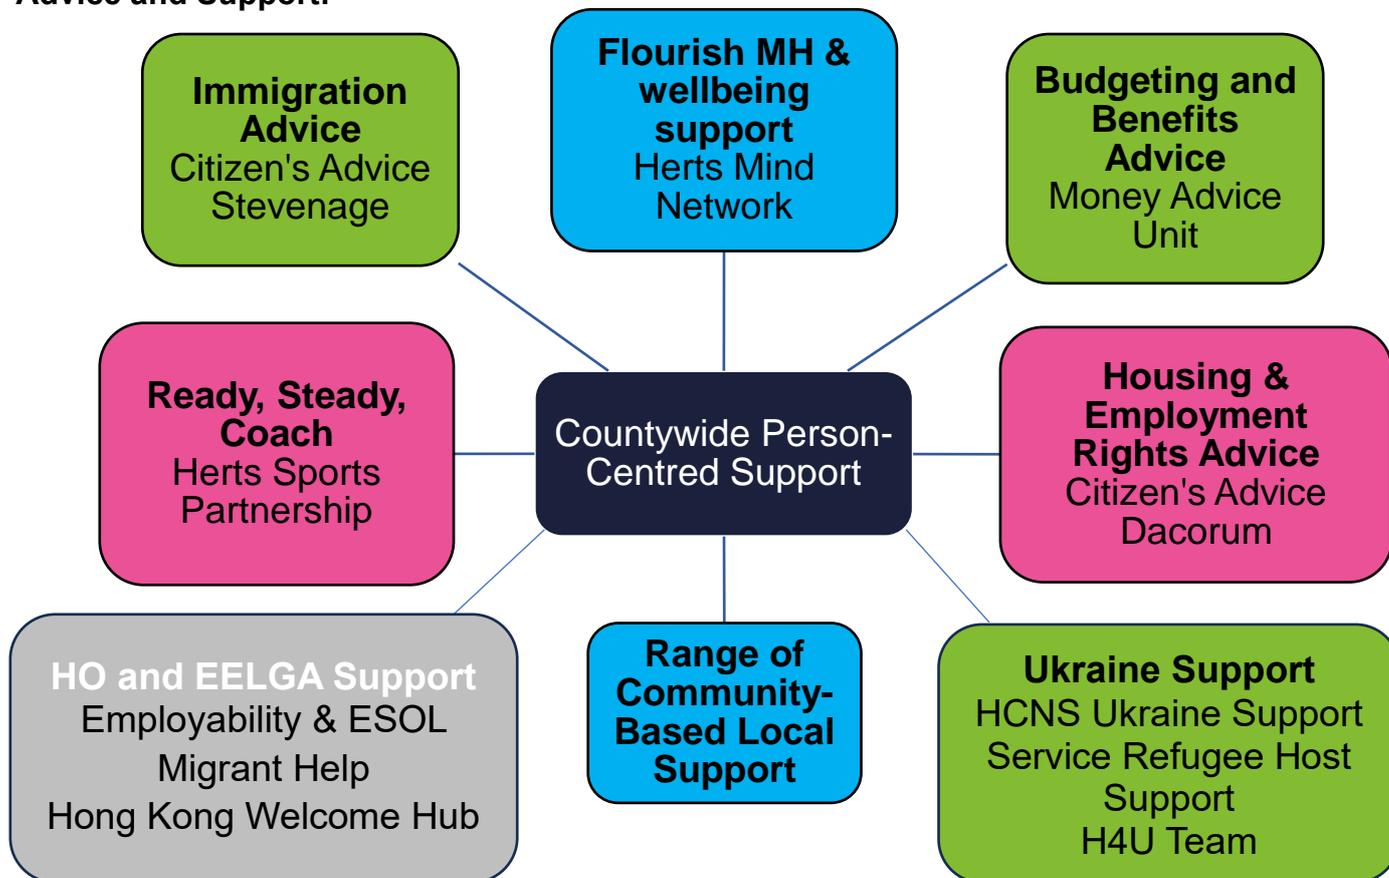 Advice and Support:
Immigration
Advice
Citizen's Advice
Stevenage
Flourish MH &
wellbeing
support
Herts Mind
Network
Budgeting and
Benefits
Advice
Money Advice
Unit
Ready, Steady,
Coach
Herts Sports
Partnership
Countywide Person-
Centred Support
Housing &
Employment
Rights Advice
Citizen's Advice
Dacorum
HO and EELGA Support
Employability & ESOL
Migrant Help
Hong Kong Welcome Hub
Range of
Community-
Based Local
Support
Ukraine Support
HCNS Ukraine Support
Service Refugee Host
Support
H4U Team